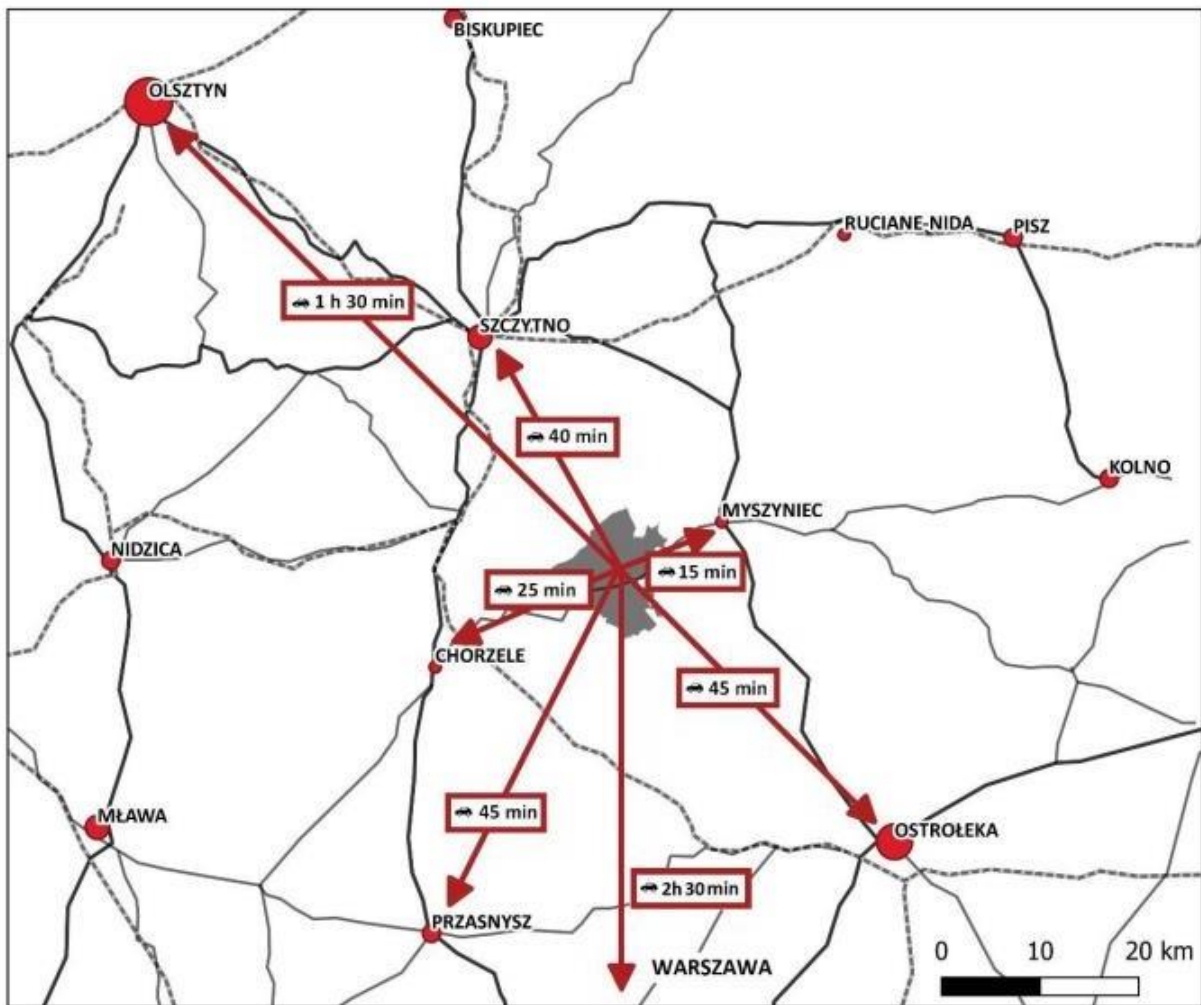 BISKUPIEC
OLSZTYN
RUCIANE-NIDA
PISZ
1 h 30 min
SZCZYTNO
40 min
KOLNO
MYSZYNIEC
NIDZICA
15 min
25 min
CHORZELE
45 min
45 min
MŁAWA
OSTROŁEKA
2h 30 min
PRZASNYSZ
WARSZAWA
0 10 20 km